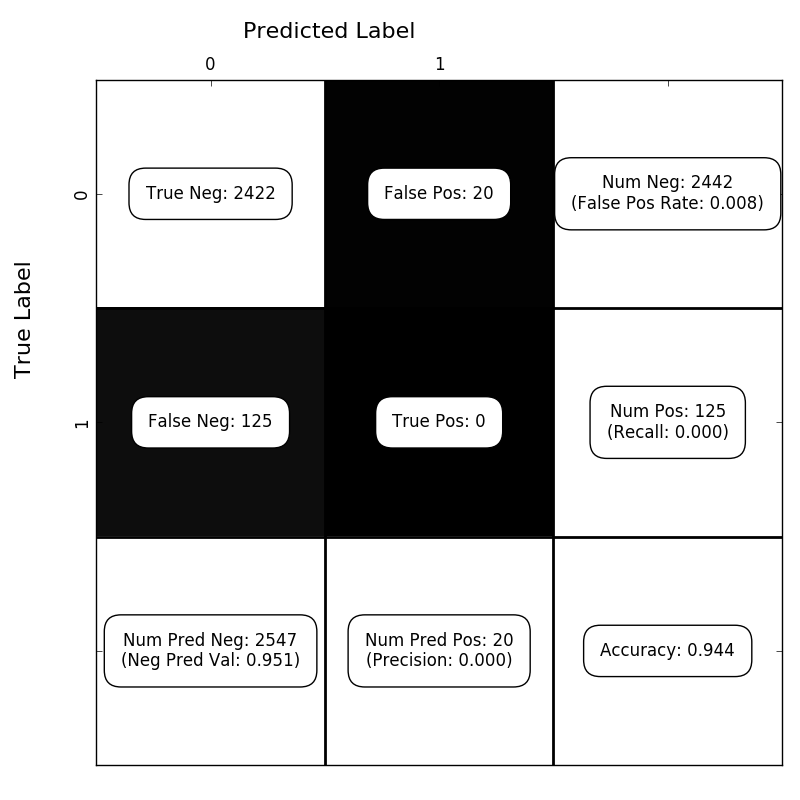 Predicted Label
0 1
True Label
0
True Neg: 2422
False Pos: 20
Num Neg: 2442
(False Pos Rate: 0.008)
1
False Neg: 125
True Pos: 0
Num Pos: 125
(Recall: 0.000)
Num Pred Neg: 2547
(Neg Pred Val: 0.951)
Num Pred Pos: 20
(Precision: 0.000)
Accuracy: 0.944